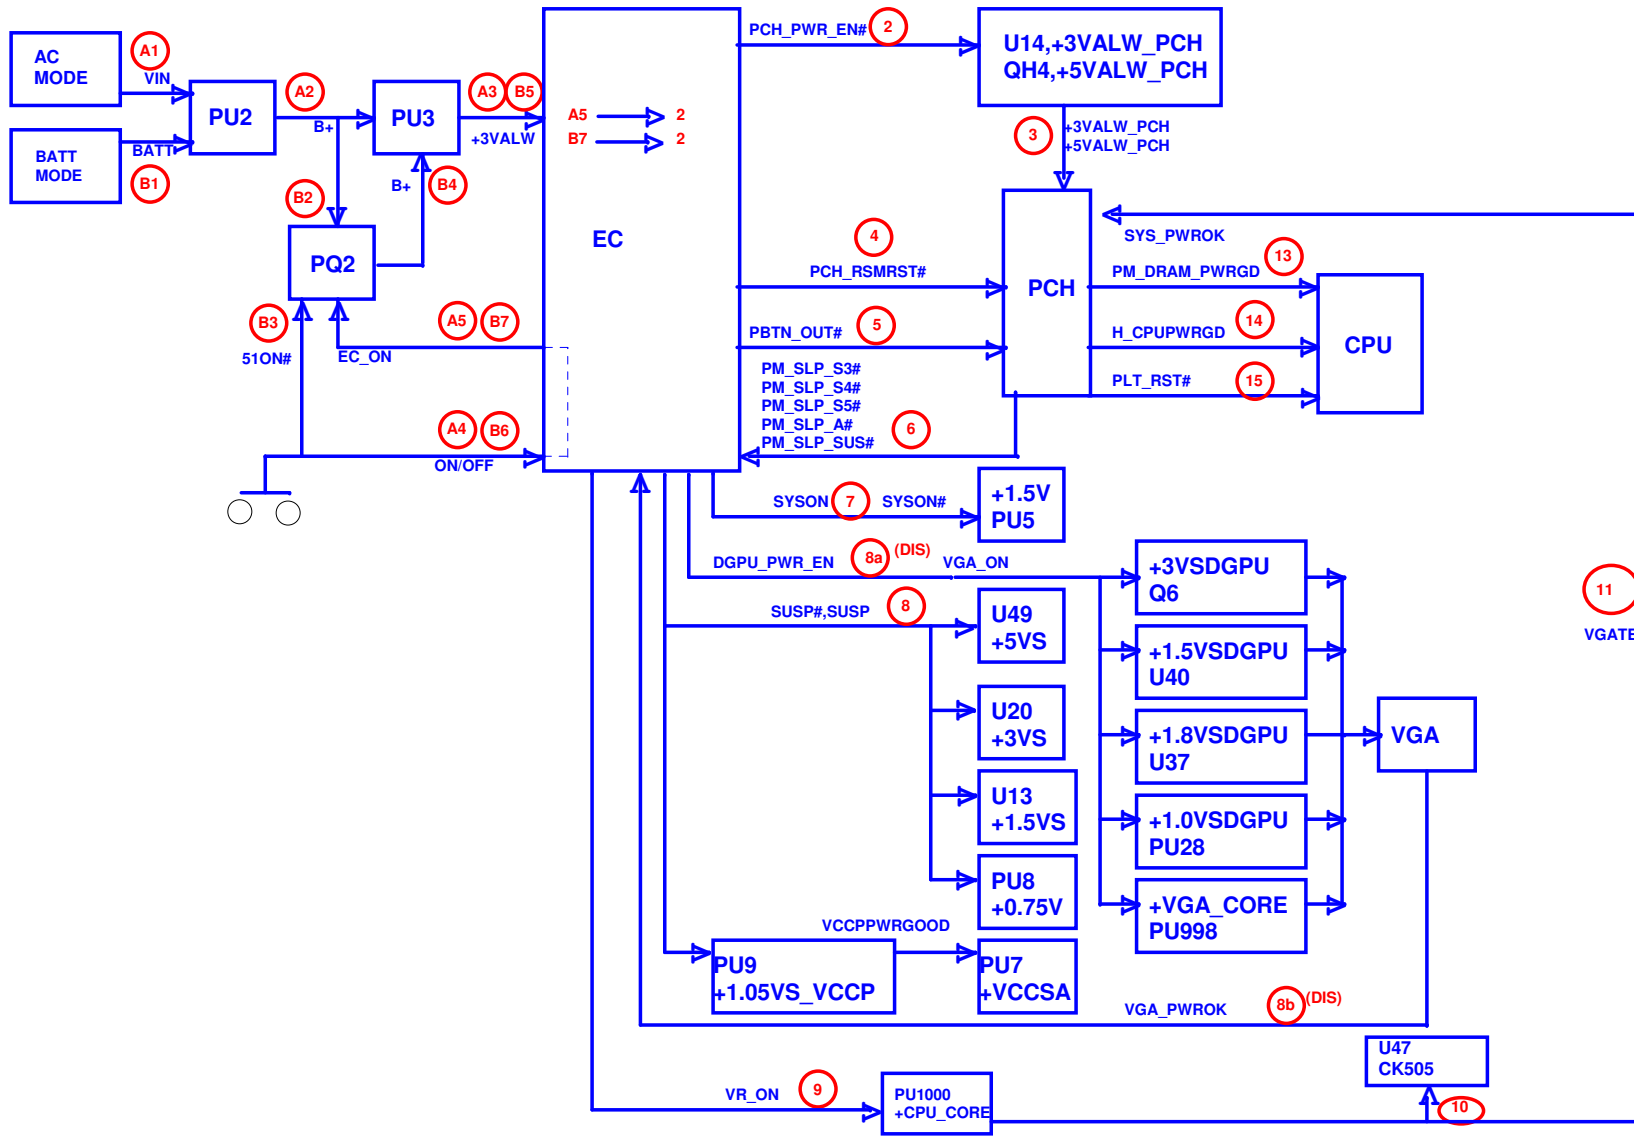 AC
MODE
A1
VIN
BATT
MODE
BATT
B1
PU2
A2
B+
PU3
A3
B5
+3VALW
B+
B4
B2
PQ2
B3
51ON#
EC_ON
A5
B7
A4
B6
ON/OFF
A5
2
B7
2
EC
PCH_PWR_EN#
2
U14,+3VALW_PCH
QH4,+5VALW_PCH
3
+3VALW_PCH
+5VALW_PCH
4
PCH_RSMRST#
PCH
SYS_PWROK
PM_DRAM_PWRGD
13
H_CPUPWRGD
14
PLT_RST#
15
CPU
PBTN_OUT#
5
PM_SLP_S3#
PM_SLP_S4#
PM_SLP_S5#
PM_SLP_A#
PM_SLP_SUS#
6
SYSON
7
SYSON#
+1.5V
PU5
DGPU_PWR_EN
8a
(DIS)
VGA_ON
SUSP#,SUSP
8
U49
+5VS
U20
+3VS
U13
+1.5VS
PU8
+0.75V
VCCPPWRGOOD
PU9
+1.05VS_VCCP
PU7
+VCCSA
+3VSDGPU
Q6
+1.5VSDGPU
U40
+1.8VSDGPU
U37
+1.0VSDGPU
PU28
+VGA_CORE
PU998
VGA
11
VGATE
VGA_PWROK
8b
(DIS)
U47
CK505
10
VR_ON
9
PU1000
+CPU_CORE